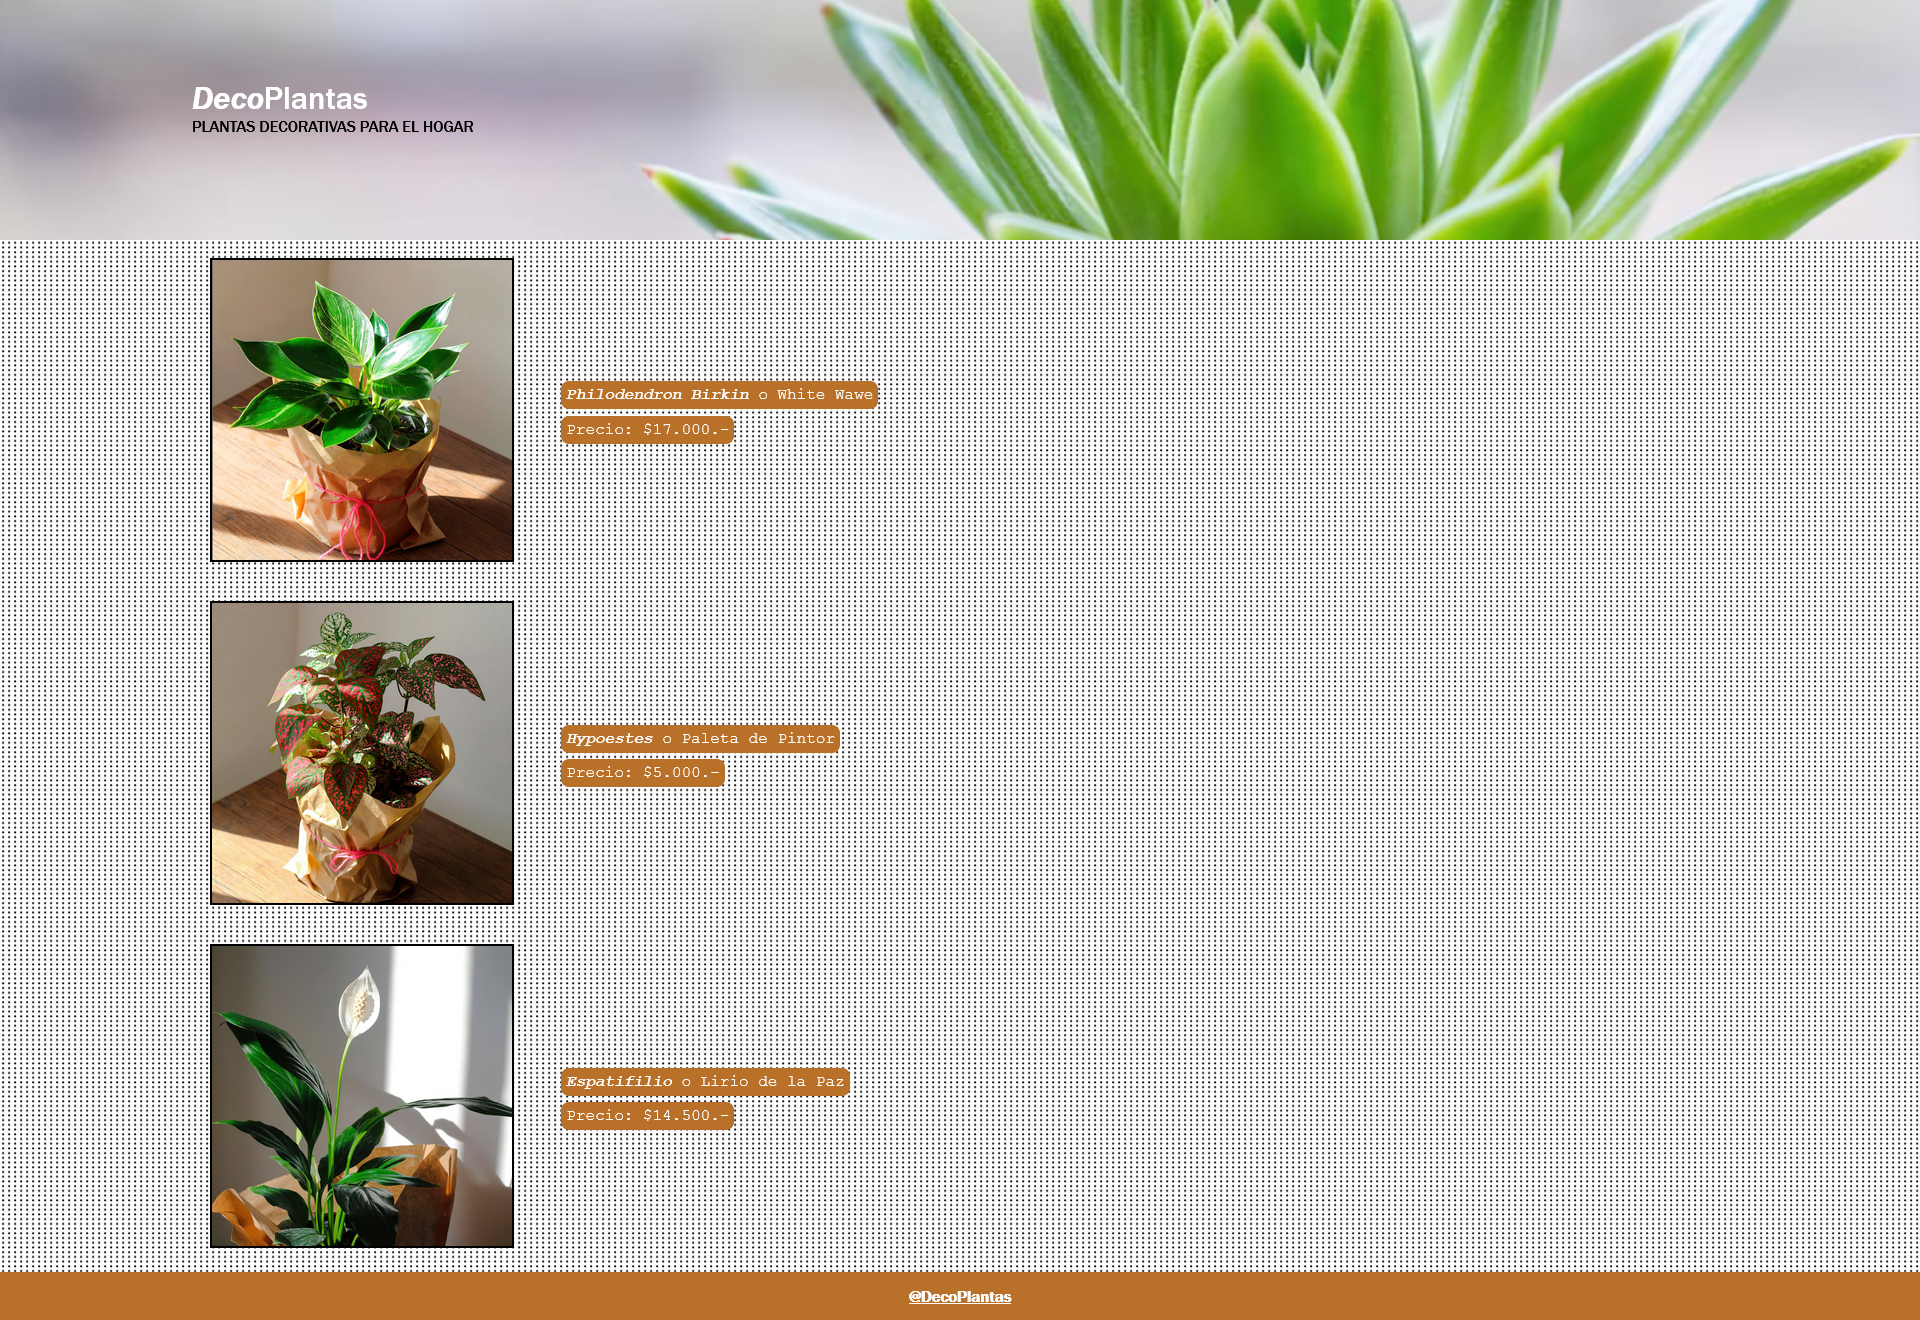 DecoPlantas
PLANTAS DECORATIVAS PARA EL HOGAR
Philodendron Birkin o White Wawe
Precio: $17.000.-
Hypoestes o Paleta de Pintor
Precio: $5.000.-
Espatifilio o Lirio de la Paz
Precio: $14.500.-
@DecoPlantas